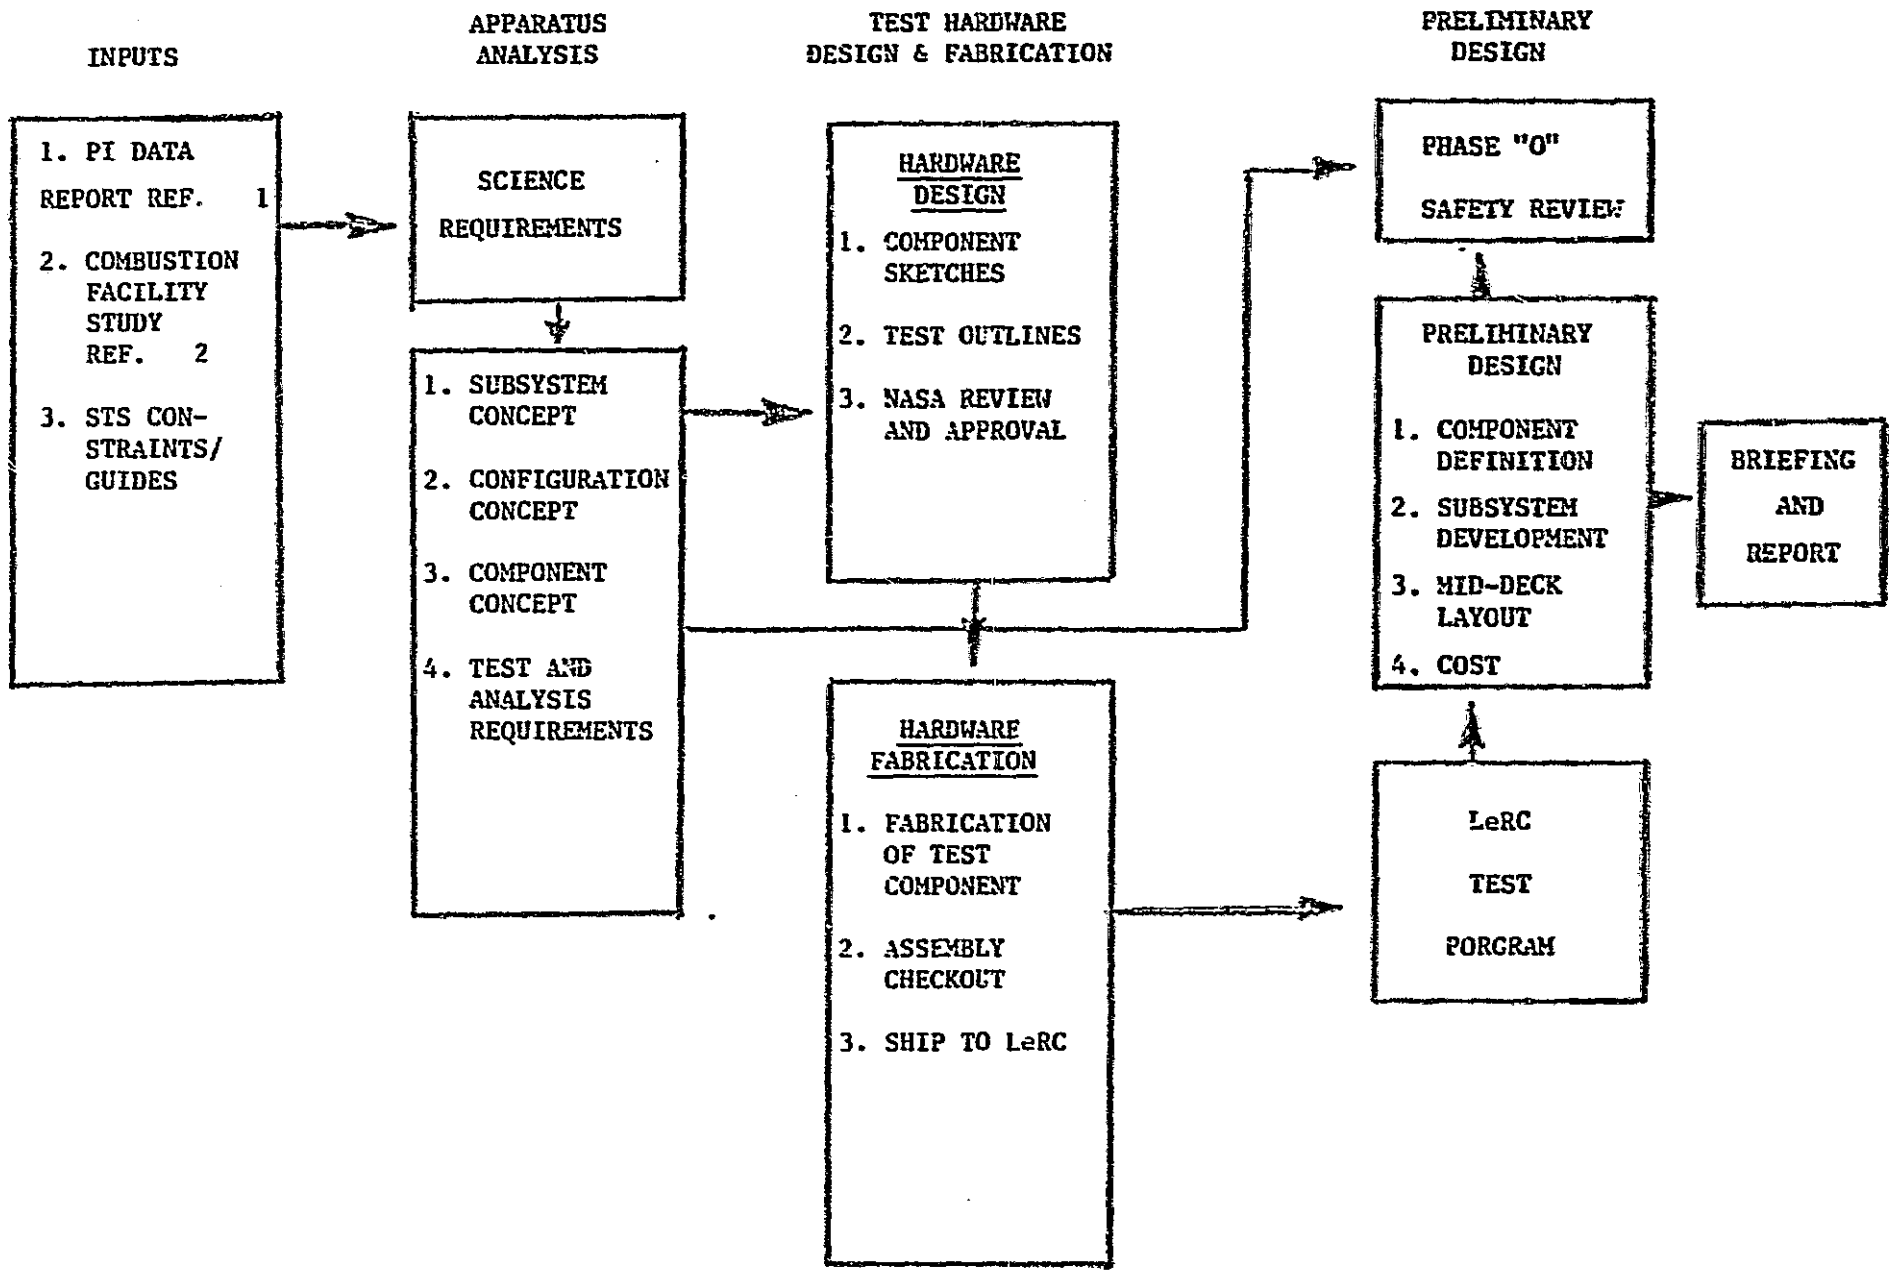 INPUTS
APPARATUS
ANALYSIS
TEST HARDWARE
DESIGN & FABRICATION
PRELIMINARY
DESIGN
1. PI DATA
REPORT REF. 1
2. COMBUSTION
FACILITY
STUDY
REF. 2
3. STS CON-
STRAINTS/
GUIDES
SCIENCE
REQUIREMENTS
1. SUBSYSTEM
CONCEPT
2. CONFIGURATION
CONCEPT
3. COMPONENT
CONCEPT
4. TEST AND
ANALYSIS
REQUIREMENTS
HARDWARE
DESIGN
1. COMPONENT
SKETCHES
2. TEST OUTLINES
3. NASA REVIEW
AND APPROVAL
HARDWARE
FABRICATION
1. FABRICATION
OF TEST
COMPONENT
2. ASSEMBLY
CHECKOUT
3. SHIP TO LeRC
PHASE "O"
SAFETY REVIEW
PRELIMINARY
DESIGN
1. COMPONENT
DEFINITION
2. SUBSYSTEM
DEVELOPMENT
3. MID-DECK
LAYOUT
4. COST
LeRC
TEST
PORGRAM
BRIEFING
AND
REPORT